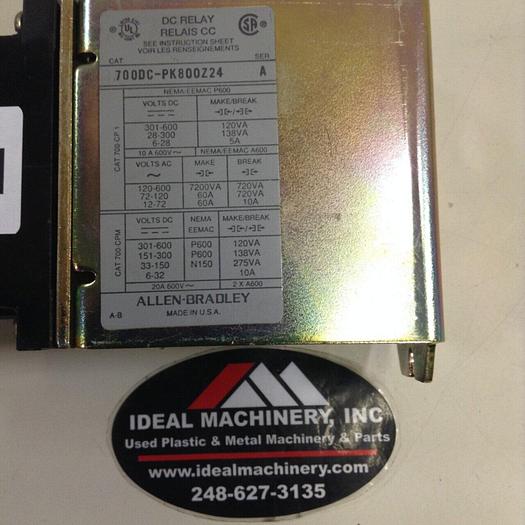 DC RELAY
RELAIS CC
SEE INSTRUCTION SHEET
VOIR LES RENSEIGNEMENTS
CAT. SER.
700DC-PK800Z24 A
NEMA/EEMAC P600
CAT 700-CP1
VOLTS DC MAKE/BREAK
301-600 120VA
28-300 138VA
6-28 5A
10 A 600V~ NEMA/EEMAC A600
VOLTS AC MAKE BREAK
120-600 7200VA 720VA
72-120 60A 720VA
12-72 60A 10A
CAT 700-CPM
VOLTS DC NEMA EEMAC MAKE/BREAK
301-600 P600 120VA
151-300 P600 138VA
33-150 N150 275VA
6-32 10A
20A 600V~ 2 X A600
ALLEN-BRADLEY
A-B MADE IN U.S.A.
IDEAL MACHINERY, INC
Used Plastic & Metal Machinery & Parts
www.idealmachinery.com
248-627-3135